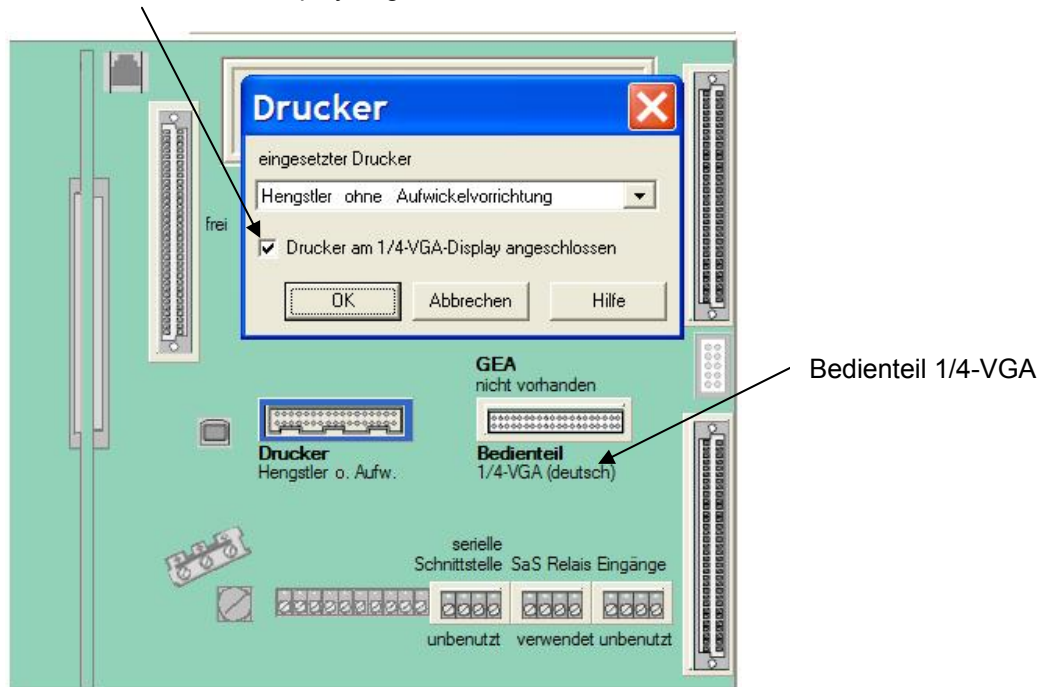 Drucker
eingesetzter Drucker
Hengstler ohne Aufwickelvorrichtung
frei
Drucker am 1/4-VGA-Display angeschlossen
OK Abbrechen Hilfe
GEA
nicht vorhanden
Bedienteil 1/4-VGA
Drucker
Hengstler o. Aufw.
Bedienteil
1/4-VGA (deutsch)
serielle
Schnittstelle SaS Relais Eingänge
unbenutzt verwendet unbenutzt